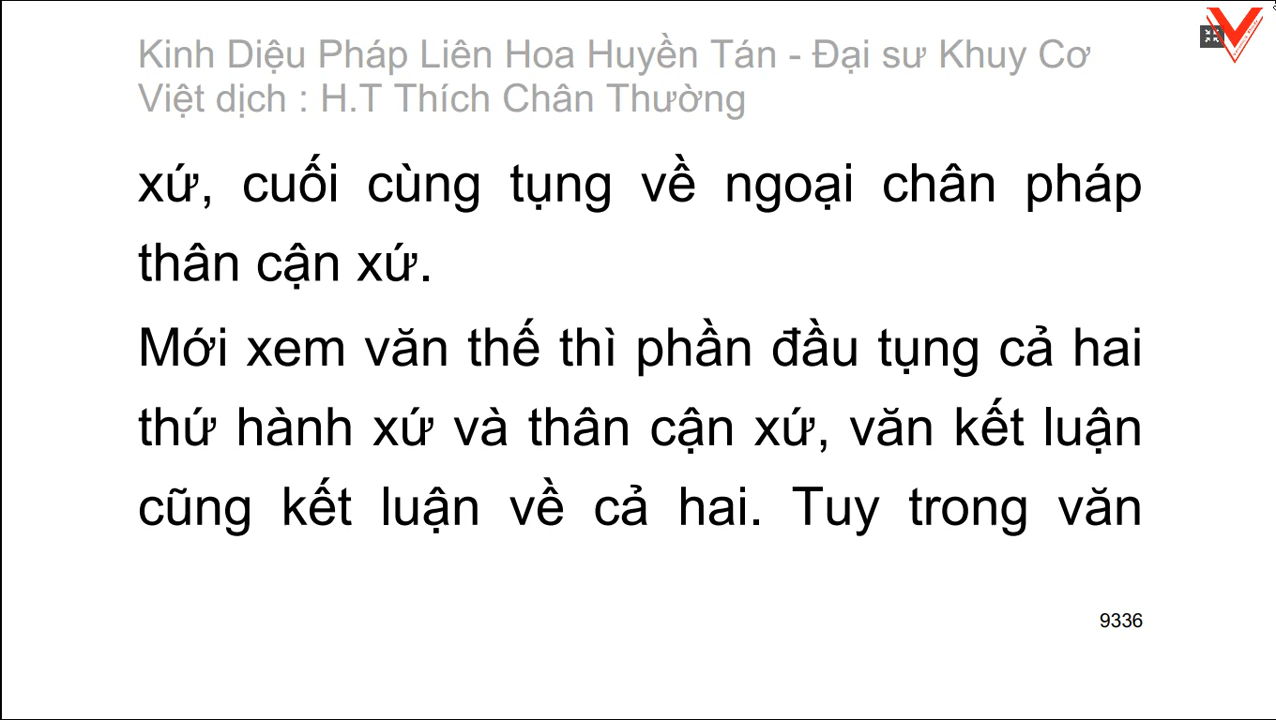 Kinh Diệu Pháp Liên Hoa Huyền Tán - Đại sư Khuy Cơ
Việt dịch : H.T Thích Chân Thường
xứ, cuối cùng tụng về ngoại chân pháp
thân cận xứ.
Mới xem văn thế thì phần đầu tụng cả hai
thứ hành xứ và thân cận xứ, văn kết luận
cũng kết luận về cả hai. Tuy trong văn
9336